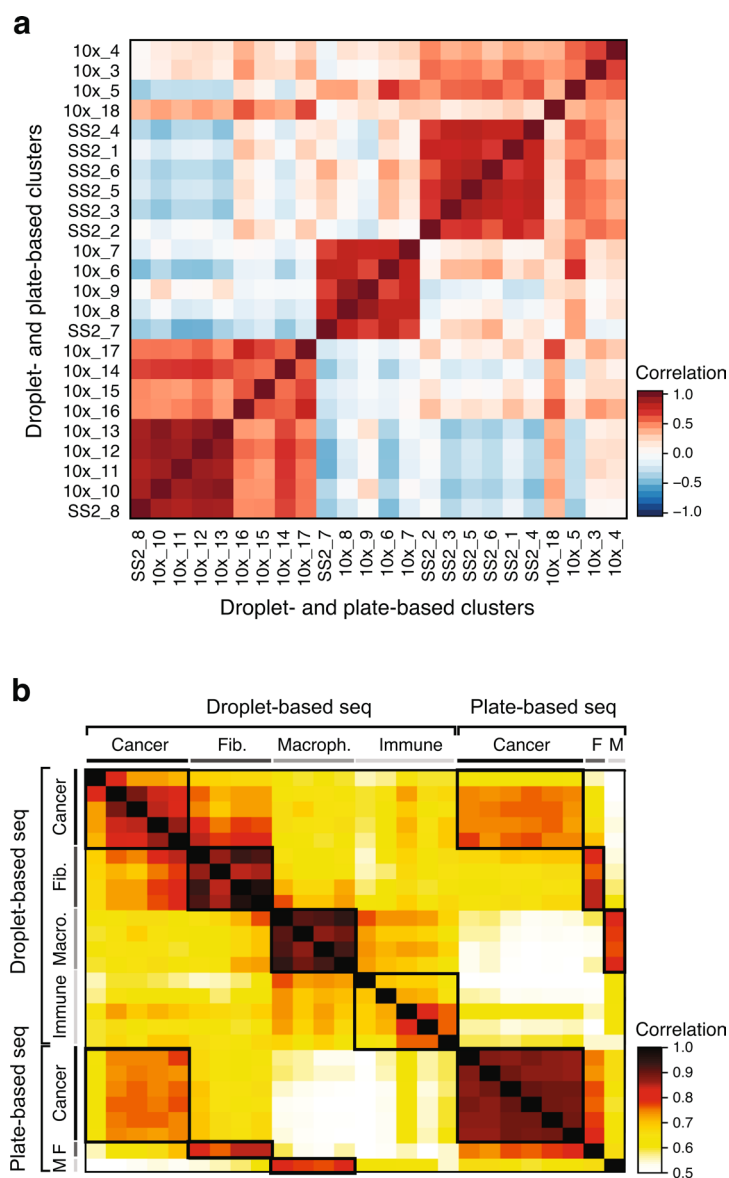 a
Droplet- and plate-based clusters
10x_4
10x_3
10x_5
10x_18
SS2_4
SS2_1
SS2_6
SS2_5
SS2_3
SS2_2
10x_7
10x_6
10x_9
10x_8
SS2_7
10x_17
10x_14
10x_15
10x_16
10x_13
10x_12
10x_11
10x_10
SS2_8
Correlation
1.0
0.5
0.0
−0.5
−1.0
SS2_8
10x_10
10x_11
10x_12
10x_13
10x_16
10x_15
10x_14
10x_17
SS2_7
10x_8
10x_9
10x_6
10x_7
SS2_2
SS2_3
SS2_5
SS2_6
SS2_1
SS2_4
10x_18
10x_5
10x_3
10x_4
Droplet- and plate-based clusters
b
Droplet-based seq Plate-based seq
Cancer Fib. Macroph. Immune Cancer F M
Droplet-based seq
Cancer
Fib.
Macro.
Immune
Plate-based seq
Cancer
F
M
Correlation
1.0
0.9
0.8
0.7
0.6
0.5